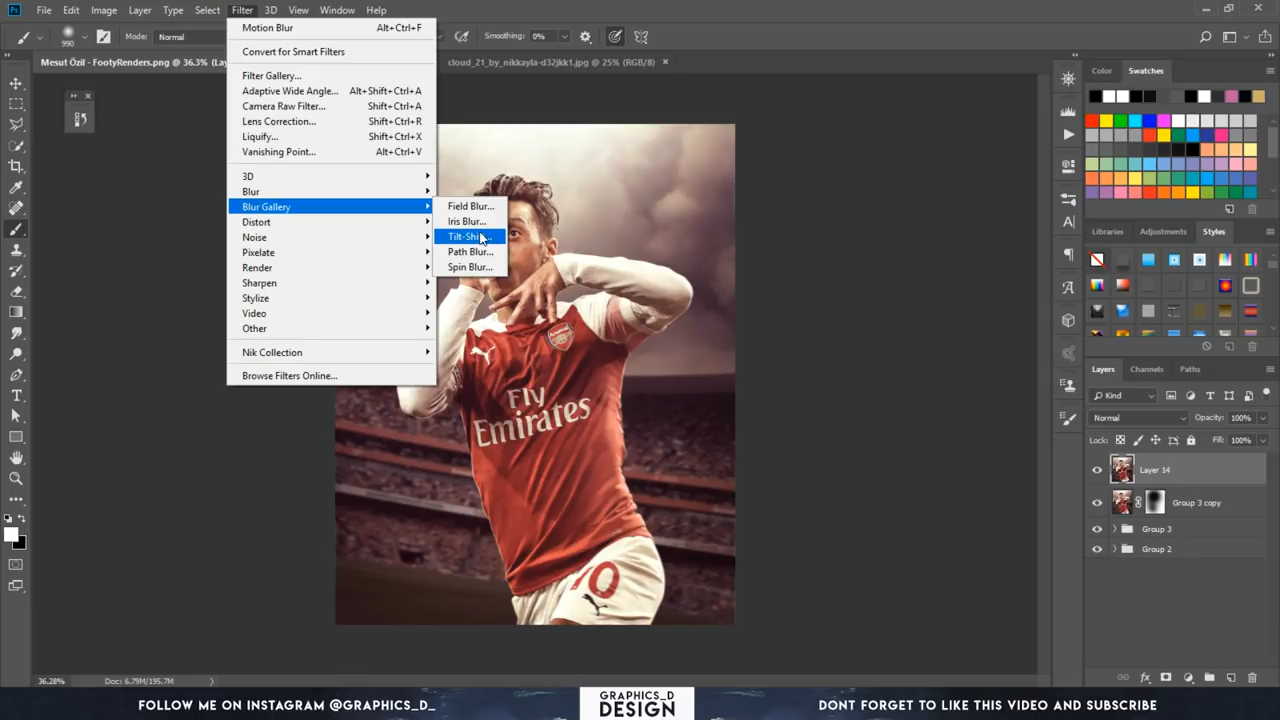 Ps File Edit Image Layer Type Select Filter 3D View Window Help
990 Mode: Normal Smoothing: 0%
Mesut Özil - FootyRenders.png @ 36.3% (Lay
cloud_21_by_nikkayla-d32jkk1.jpg @ 25% (RGB/8)
Motion Blur Alt+Ctrl+F
Convert for Smart Filters
Filter Gallery...
Adaptive Wide Angle... Alt+Shift+Ctrl+A
Camera Raw Filter... Shift+Ctrl+A
Lens Correction... Shift+Ctrl+R
Liquify... Shift+Ctrl+X
Vanishing Point... Alt+Ctrl+V
3D
Blur
Blur Gallery
Distort
Noise
Pixelate
Render
Sharpen
Stylize
Video
Other
Nik Collection
Browse Filters Online...
Field Blur...
Iris Blur...
Path Blur...
Spin Blur...
Arsenal
Fly
Emirates
10
Color Swatches
Libraries Adjustments Styles
Layers Channels Paths
Kind
Normal Opacity: 100%
Lock: Fill: 100%
Layer 14
Group 3 copy
Group 3
Group 2
36.28% Doc: 6.79M/195.7M
FOLLOW ME ON INSTAGRAM @GRAPHICS_D_
GRAPHICS_D
DESIGN
DONT FORGET TO LIKE THIS VIDEO AND SUBSCRIBE